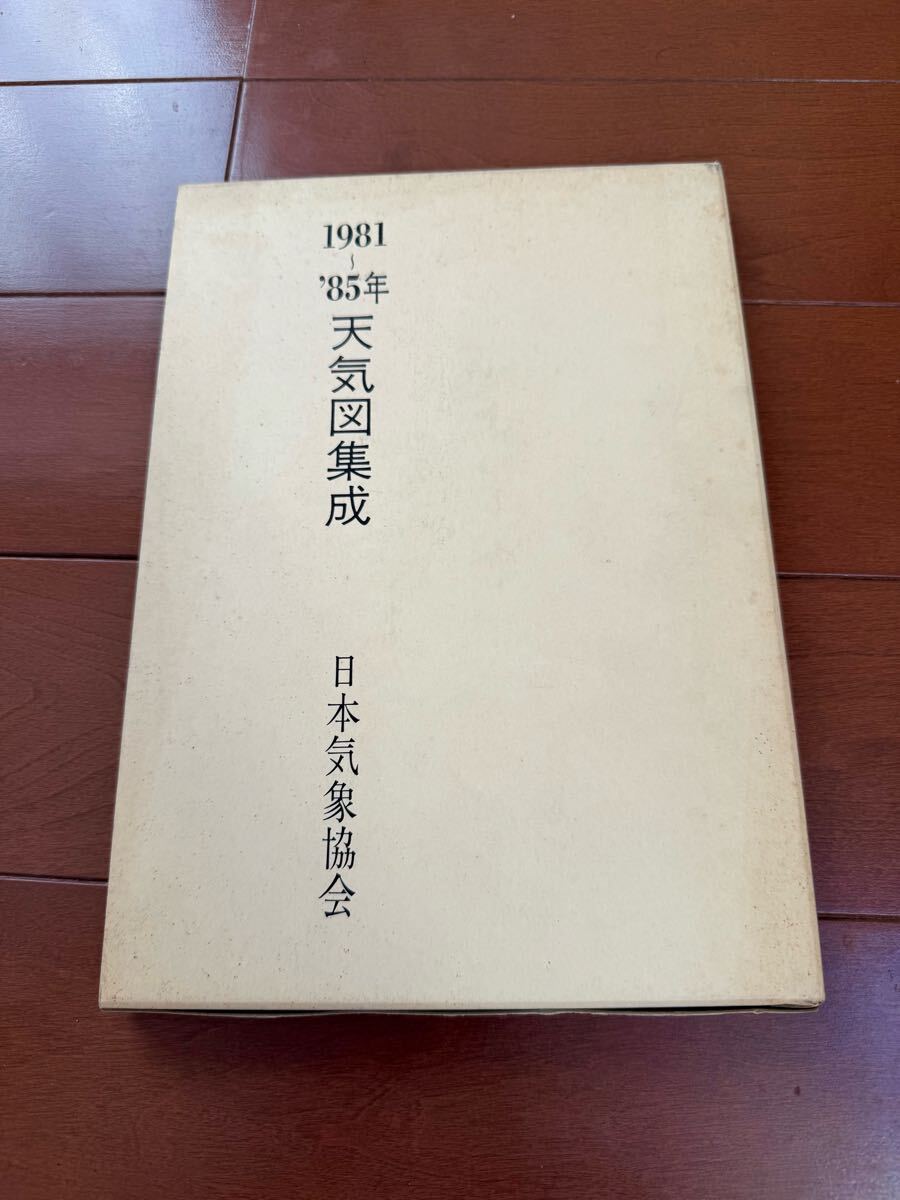 1981
〜
'85年
天気図集成
日本気象協会